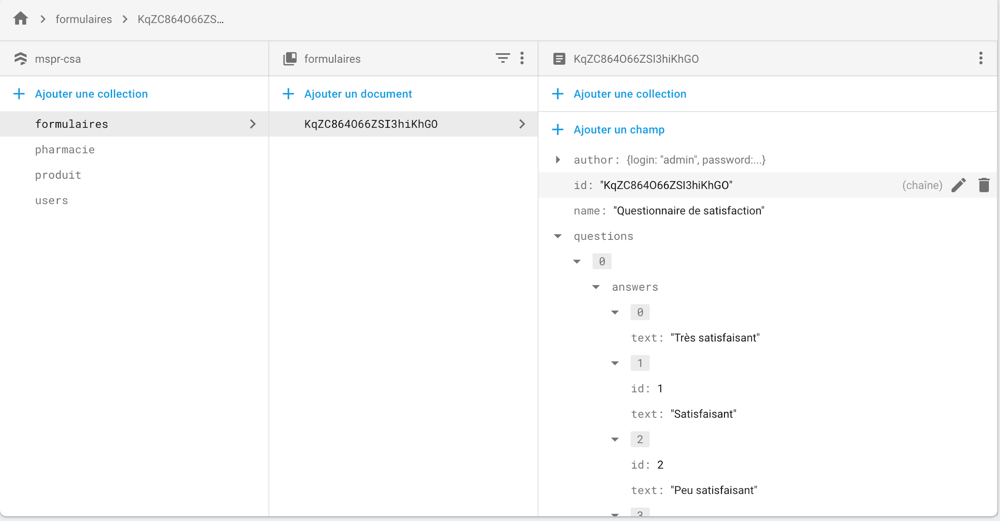 formulaires
KqZC864O66ZS...
mspr-csa
Ajouter une collection
formulaires
pharmacie
produit
users
formulaires
Ajouter un document
KqZC864O66ZSI3hiKhGO
KqZC864O66ZSI3hiKhGO
Ajouter une collection
Ajouter un champ
author: {login: "admin", password:...}
id: "KqZC864O66ZSI3hiKhGO" (chaîne)
name: "Questionnaire de satisfaction"
questions
0
answers
0
text: "Très satisfaisant"
1
id: 1
text: "Satisfaisant"
2
id: 2
text: "Peu satisfaisant"
3